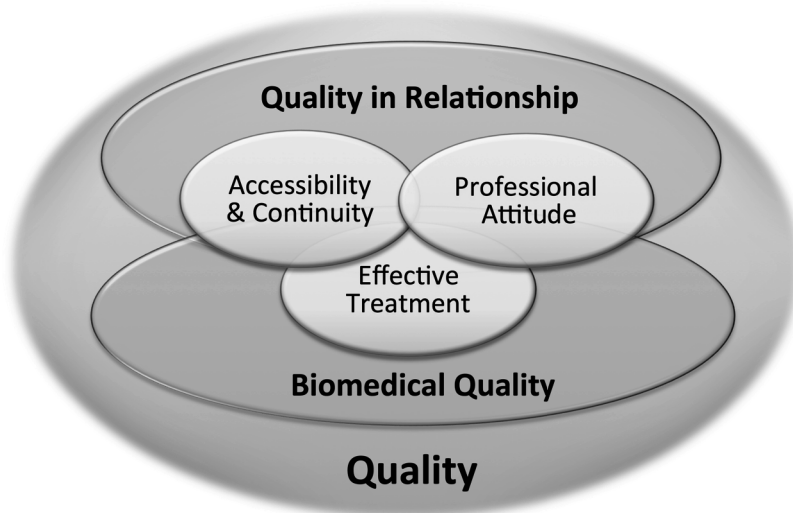 Quality in Relationship
Accessibility
& Continuity
Professional
Attitude
Effective
Treatment
Biomedical Quality
Quality